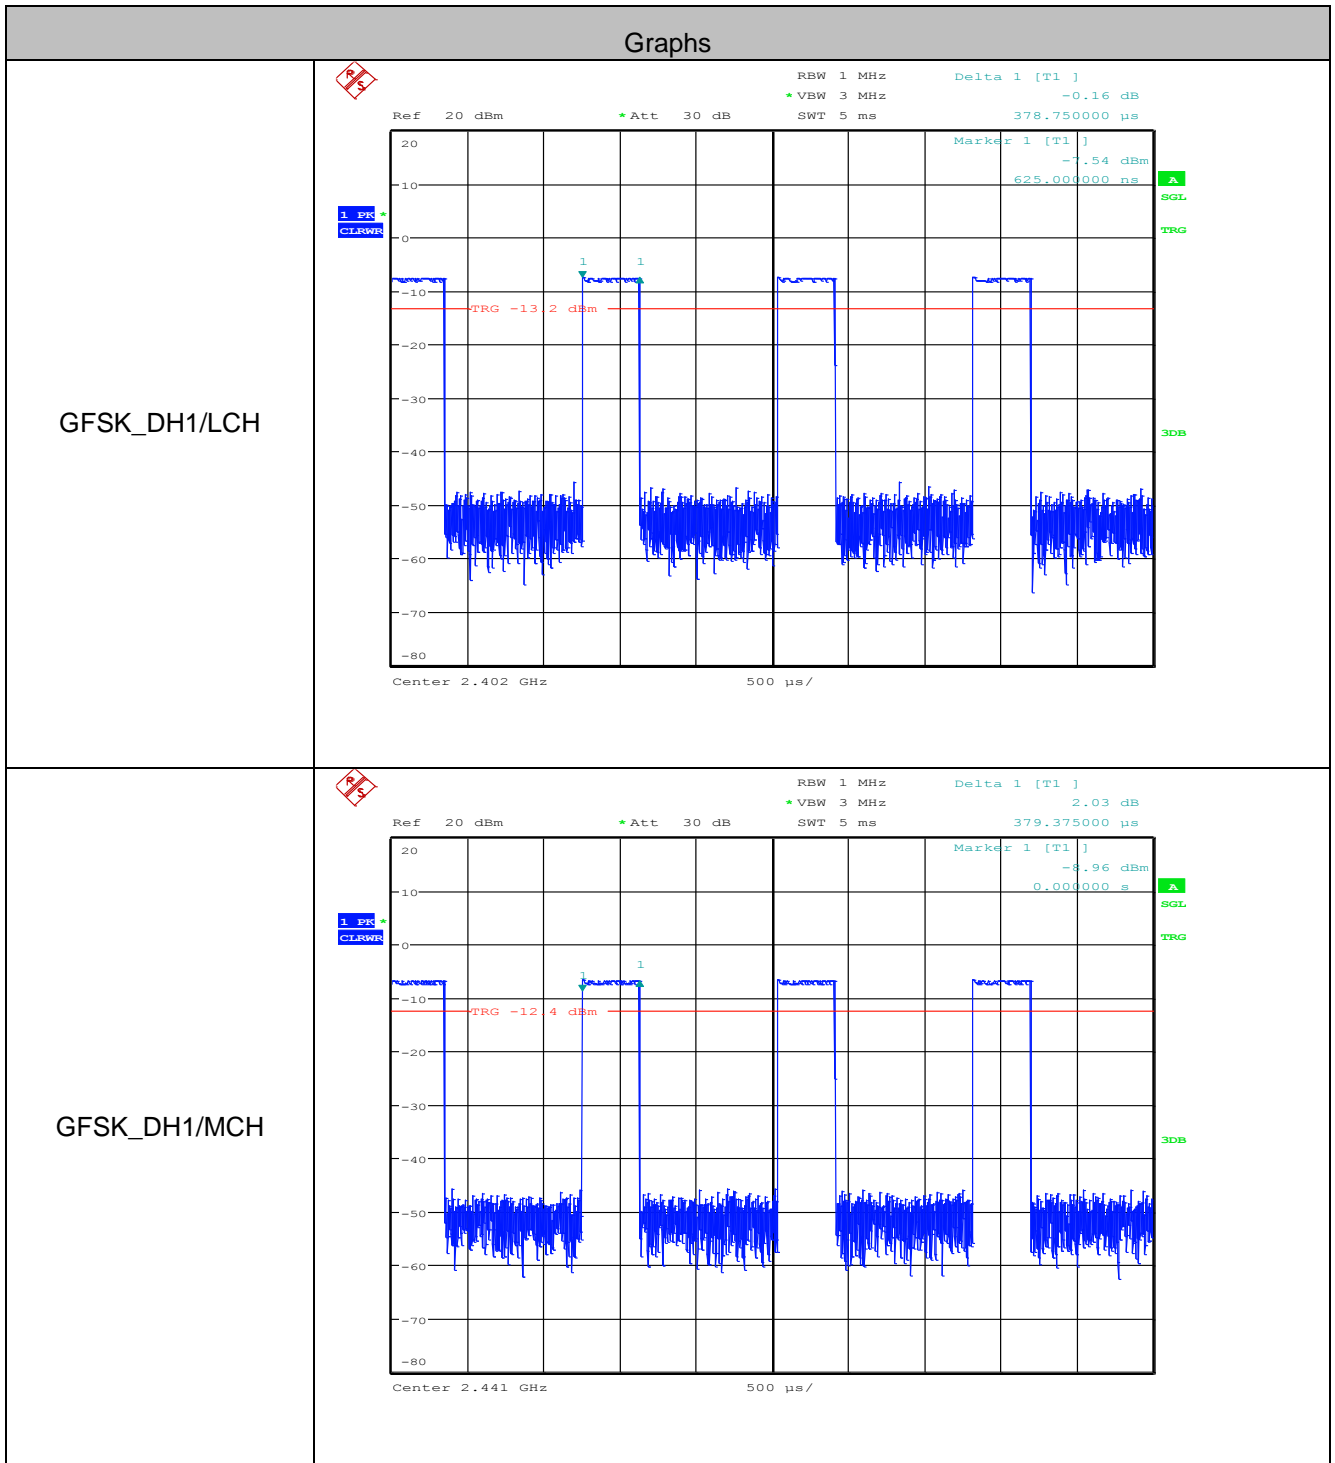 Graphs
GFSK_DH1/LCH
R S
RBW 1 MHz
Delta 1 [T1 ]
* VBW 3 MHz
-0.16 dB
Ref 20 dBm
* Att 30 dB
SWT 5 ms
378.750000 µs
20
Marker 1 [T1 ]
-7.54 dBm
625.000000 ns
A
10
SGL
1 PK *
CLRWR
TRG
0
1 1
-10
TRG -13.2 dBm
-20
-30
-40
3DB
-50
-60
-70
-80
Center 2.402 GHz
500 µs/
GFSK_DH1/MCH
R S
RBW 1 MHz
Delta 1 [T1 ]
* VBW 3 MHz
2.03 dB
Ref 20 dBm
* Att 30 dB
SWT 5 ms
379.375000 µs
20
Marker 1 [T1 ]
-8.96 dBm
0.000000 s
A
10
SGL
1 PK *
CLRWR
TRG
0
1 1
-10
TRG -12.4 dBm
-20
-30
-40
3DB
-50
-60
-70
-80
Center 2.441 GHz
500 µs/